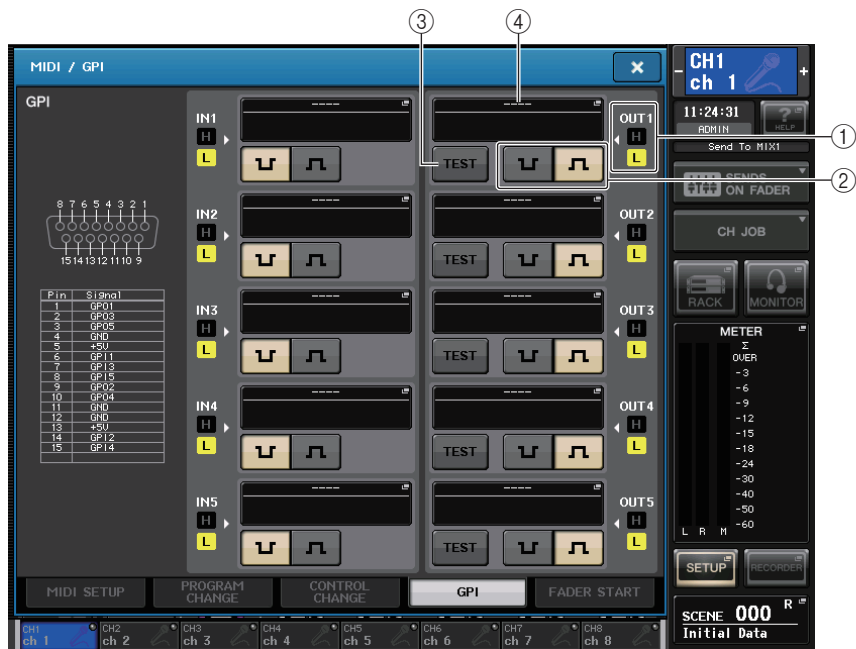 ③ ④
MIDI / GPI
×
GPI
8 7 6 5 4 3 2 1
15 14 13 12 11 10 9
Pin Signal
1 GPO1
2 GPO3
3 GPO5
4 GND
5 +5V
6 GPI1
7 GPI3
8 GPI5
9 GPO2
10 GPO4
11 GND
12 GND
13 +5V
14 GPI2
15 GPI4
IN1
H
L
----
----
TEST
OUT1
H
L
①
②
IN2
H
L
----
----
TEST
OUT2
H
L
IN3
H
L
----
----
TEST
OUT3
H
L
IN4
H
L
----
----
TEST
OUT4
H
L
IN5
H
L
----
----
TEST
OUT5
H
L
MIDI SETUP
PROGRAM CHANGE
CONTROL CHANGE
GPI
FADER START
- CH1 +
ch 1
11:24:31
ADMIN
?
HELP
Send To MIX1
SENDS ON FADER
CH JOB
RACK
MONITOR
METER
Σ
OVER
-3
-6
-9
-12
-15
-18
-24
-30
-40
-50
-60
L R M
SETUP
RECORDER
SCENE 000 R
Initial Data
CH1
ch 1
CH2
ch 2
CH3
ch 3
CH4
ch 4
CH5
ch 5
CH6
ch 6
CH7
ch 7
CH8
ch 8